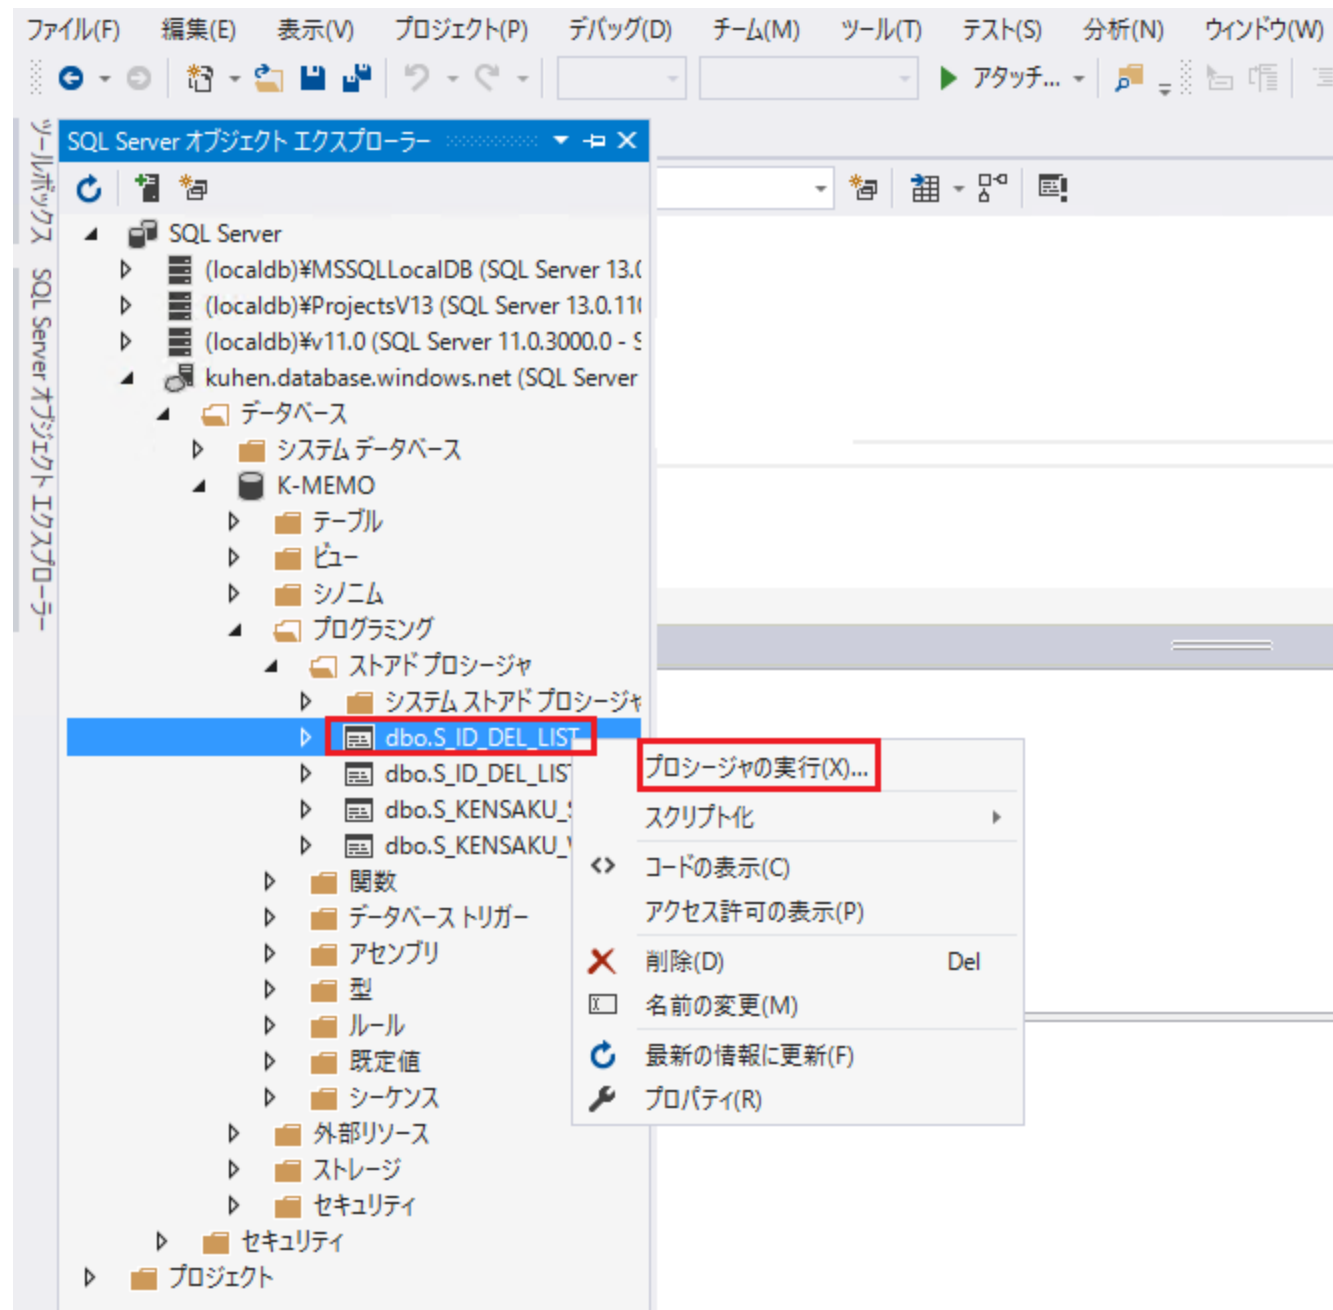 ファイル(F) 編集(E) 表示(V) プロジェクト(P) デバッグ(D) チーム(M) ツール(T) テスト(S) 分析(N) ウィンドウ(W)
アタッチ...
ツールボックス
SQL Server オブジェクト エクスプローラー
SQL Server オブジェクト エクスプローラー
SQL Server
(localdb)¥MSSQLLocalDB (SQL Server 13.0
(localdb)¥ProjectsV13 (SQL Server 13.0.11
(localdb)¥v11.0 (SQL Server 11.0.3000.0 - S
kuhen.database.windows.net (SQL Server
データベース
システム データベース
K-MEMO
テーブル
ビュー
シノニム
プログラミング
ストアド プロシージャ
システム ストアド プロシージャ
dbo.S_ID_DEL_LIST
dbo.S_ID_DEL_LIS
dbo.S_KENSAKU_
dbo.S_KENSAKU_
関数
データベース トリガー
アセンブリ
型
ルール
既定値
シーケンス
外部リソース
ストレージ
セキュリティ
セキュリティ
プロジェクト
プロシージャの実行(X)...
スクリプト化
コードの表示(C)
アクセス許可の表示(P)
削除(D) Del
名前の変更(M)
最新の情報に更新(F)
プロパティ(R)